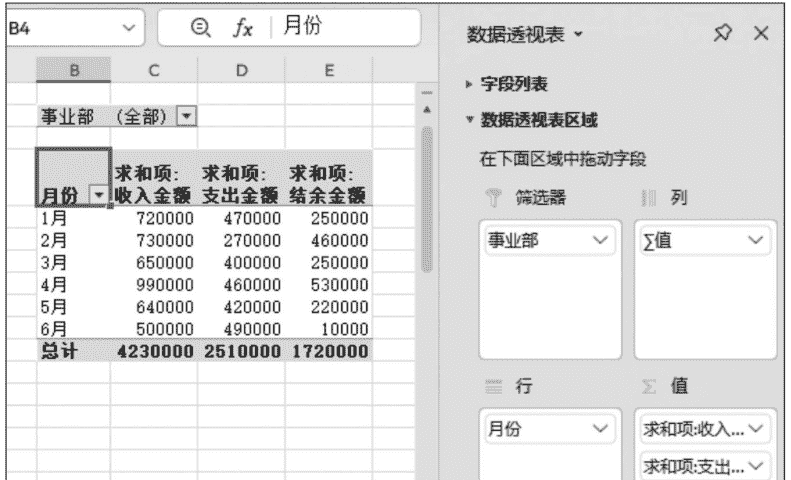 B4 fx 月份
B C D E
事业部 (全部)
月份 求和项:收入金额 求和项:支出金额 求和项:结余金额
1月 720000 470000 250000
2月 730000 270000 460000
3月 650000 400000 250000
4月 990000 460000 530000
5月 640000 420000 220000
6月 500000 490000 10000
总计 4230000 2510000 1720000
数据透视表
字段列表
数据透视表区域
在下面区域中拖动字段
筛选器 列
事业部 ∑值
行 Σ 值
月份 求和项:收入...
求和项:支出...